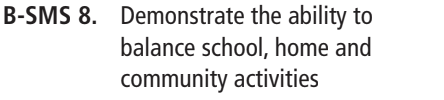 B-SMS 8. Demonstrate the ability to
balance school, home and
community activities